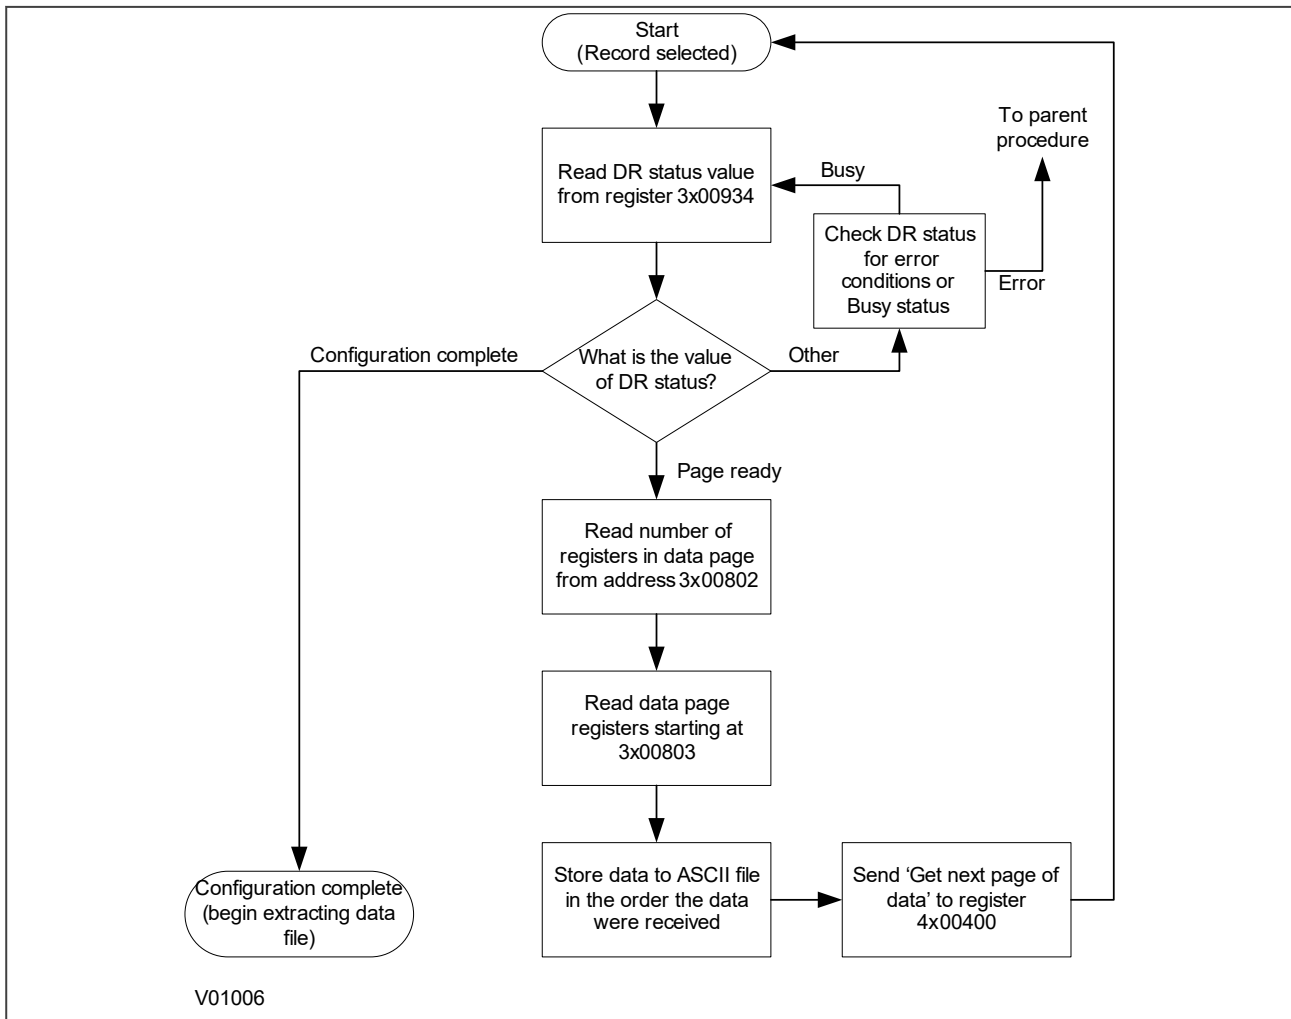 Start
(Record selected)
To parent
procedure
Read DR status value
from register 3x00934
Busy
Check DR status
for error
conditions or
Busy status
Error
What is the value
of DR status?
Configuration complete
Other
Page ready
Read number of
registers in data page
from address 3x00802
Read data page
registers starting at
3x00803
Store data to ASCII file
in the order the data
were received
Send ‘Get next page of
data’ to register
4x00400
Configuration complete
(begin extracting data
file)
V01006